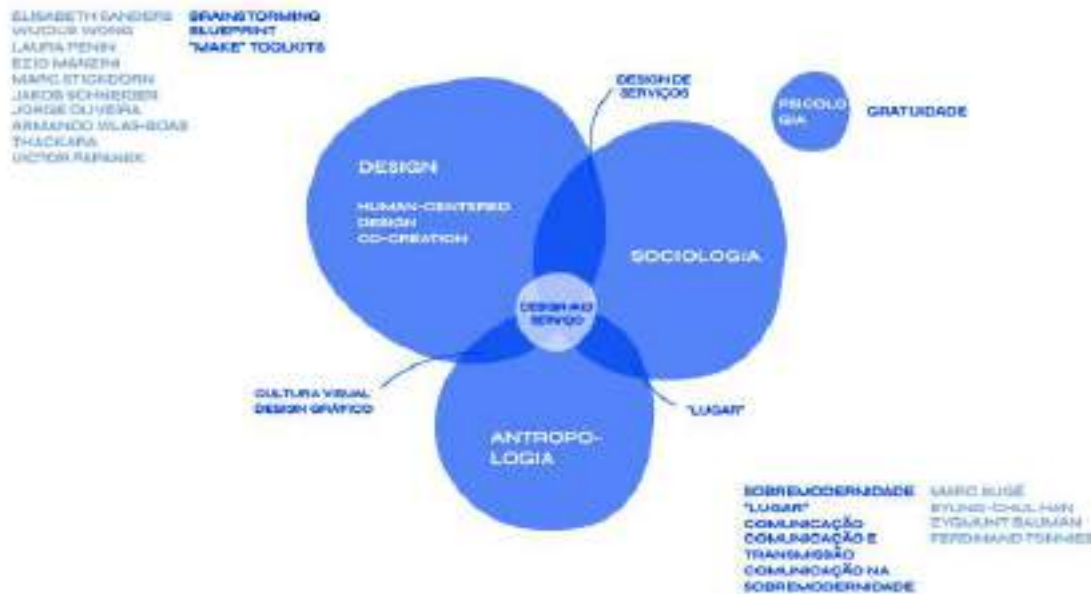 ELISABETH SANDERS
WUCIUS WONG
LAURA PENIN
EZIO MANZINI
MARC STICKDORN
JAKOB SCHNEIDER
JORGE OLIVEIRA
ARMANDO VILAS-BOAS
THACKARA
VICTOR PAPANEK
BRAINSTORMING
BLUEPRINT
"MAKE" TOOLKITS
DESIGN DE
SERVIÇOS
PSICOLO
GIA
GRATUIDADE
DESIGN
HUMAN-CENTERED
DESIGN
CO-CREATION
SOCIOLOGIA
DESIGN AO
SERVIÇO
CULTURA VISUAL
DESIGN GRÁFICO
"LUGAR"
ANTROPO-
LOGIA
SOBREMODERNIDADE
"LUGAR"
COMUNICAÇÃO
COMUNICAÇÃO E
TRANSMISSÃO
COMUNICAÇÃO NA
SOBREMODERNIDADE
MARC AUGÉ
BYUNG-CHUL HAN
ZYGMUNT BAUMAN
FERDINAND TÖNNIES